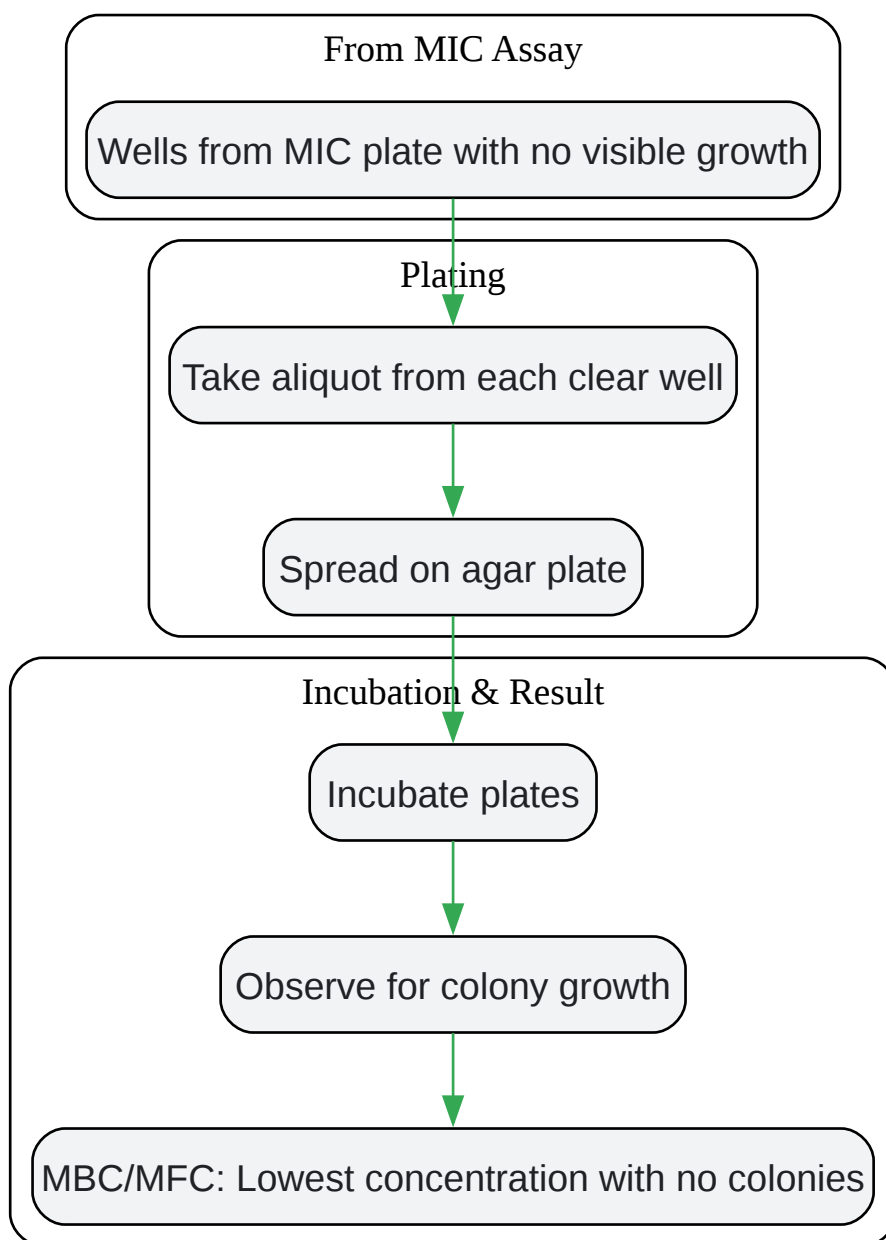 From MIC Assay
Wells from MIC plate with no visible growth
Plating
Take aliquot from each clear well
Spread on agar plate
Incubation & Result
Incubate plates
Observe for colony growth
MBC/MFC: Lowest concentration with no colonies